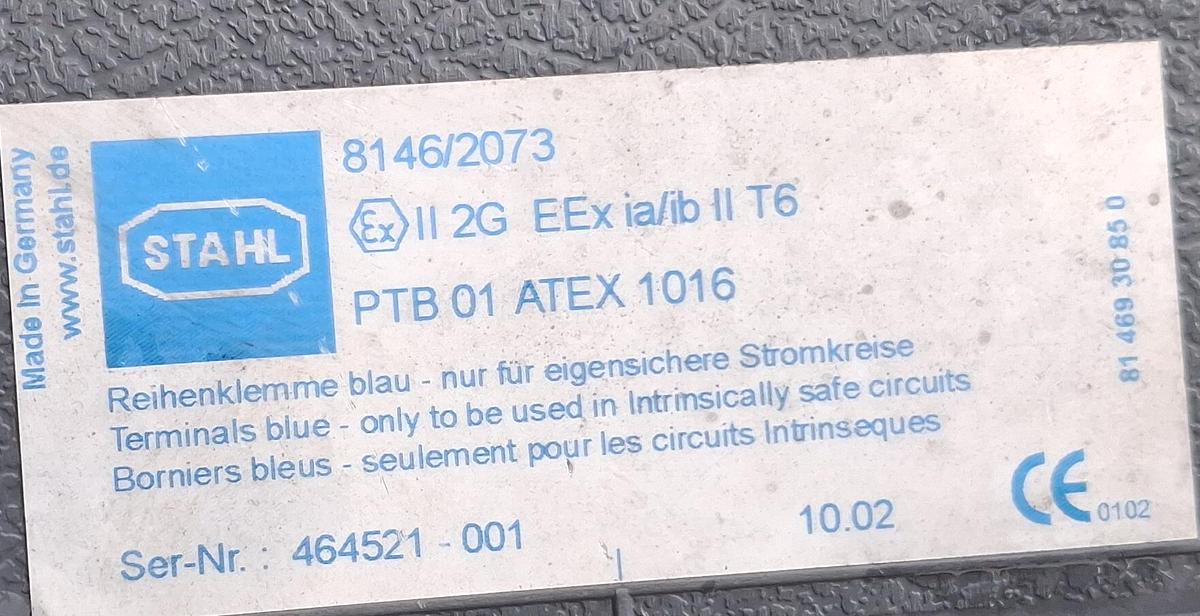 Made In Germany
www.stahl.de
STAHL
8146/2073
Ex II 2G EEx ia/ib II T6
PTB 01 ATEX 1016
Reihenklemme blau - nur für eigensichere Stromkreise
Terminals blue - only to be used in Intrinsically safe circuits
Borniers bleus - seulement pour les circuits Intrinseques
Ser-Nr. : 464521 - 001
10.02
CE 0102
81 469 30 85 0